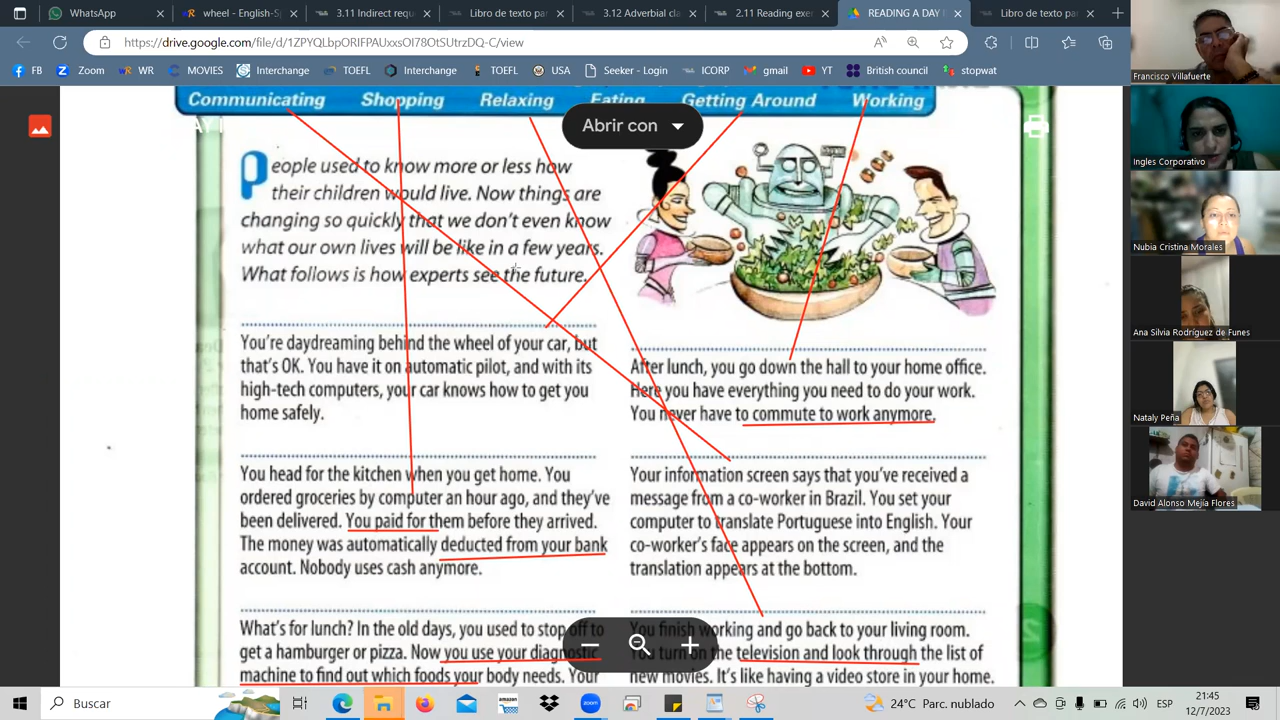 WhatsApp
wheel - English-S
3.11 Indirect requ
Libro de texto par
3.12 Adverbial cla
2.11 Reading exer
READING A DAY I
Libro de texto par
https://drive.google.com/file/d/1ZPYQLbpORIFPAUxxsOI78OtSUtrzDQ-C/view
FB
Zoom
WR
MOVIES
Interchange
TOEFL
Interchange
TOEFL
USA
Seeker - Login
ICORP
gmail
YT
British council
stopwat
Communicating
Shopping
Relaxing
Eating
Getting Around
Working
Abrir con
People used to know more or less how
their children would live. Now things are
changing so quickly that we don't even know
what our own lives will be like in a few years.
What follows is how experts see the future.
You're daydreaming behind the wheel of your car, but
that's OK. You have it on automatic pilot, and with its
high-tech computers, your car knows how to get you
home safely.
You head for the kitchen when you get home. You
ordered groceries by computer an hour ago, and they've
been delivered. You paid for them before they arrived.
The money was automatically deducted from your bank
account. Nobody uses cash anymore.
What's for lunch? In the old days, you used to stop off to
get a hamburger or pizza. Now you use your diagnostic
machine to find out which foods your body needs. Your
After lunch, you go down the hall to your home office.
Here you have everything you need to do your work.
You never have to commute to work anymore.
Your information screen says that you've received a
message from a co-worker in Brazil. You set your
computer to translate Portuguese into English. Your
co-worker's face appears on the screen, and the
translation appears at the bottom.
You finish working and go back to your living room.
You turn on the television and look through the list of
new movies. It's like having a video store in your home.
Francisco Villafuerte
Ingles Corporativo
Nubia Cristina Morales
Ana Silvia Rodríguez de Funes
Nataly Peña
David Alonso Mejía Flores
Buscar
24°C Parc. nublado
ESP
21:45
12/7/2023